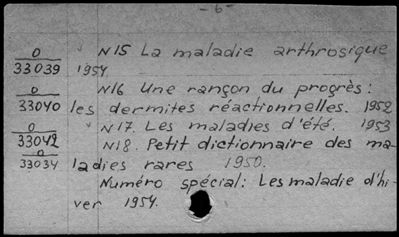 - 6 -
0 N15 La maladie arthrosique
33039 1954
0 N16 Une rançon du progrès:
33040 les dermites réactionnelles. 1952
0 N17. Les maladies d'été. 1953
33042 N18. Petit dictionnaire des ma-
0
33034 ladies rares 1950.
Numéro spécial: Les maladie d'hi-
ver 1954.